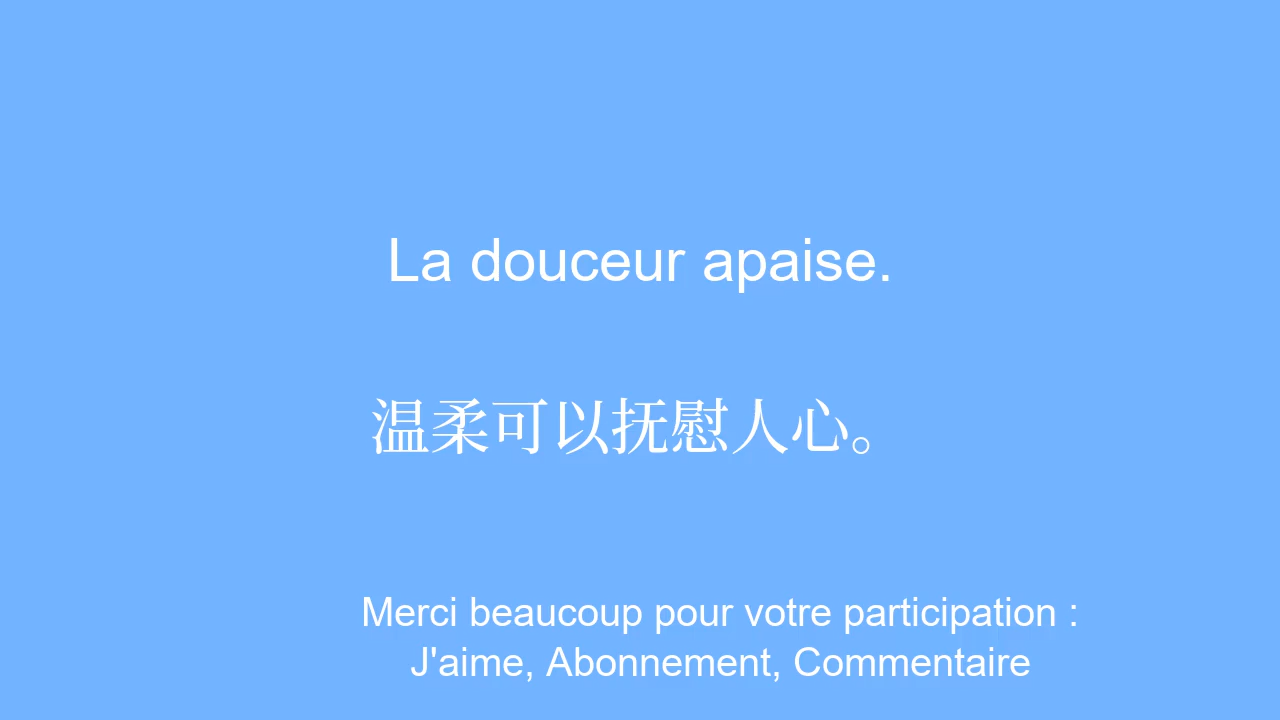 La douceur apaise.
温柔可以抚慰人心。
Merci beaucoup pour votre participation :
J'aime, Abonnement, Commentaire